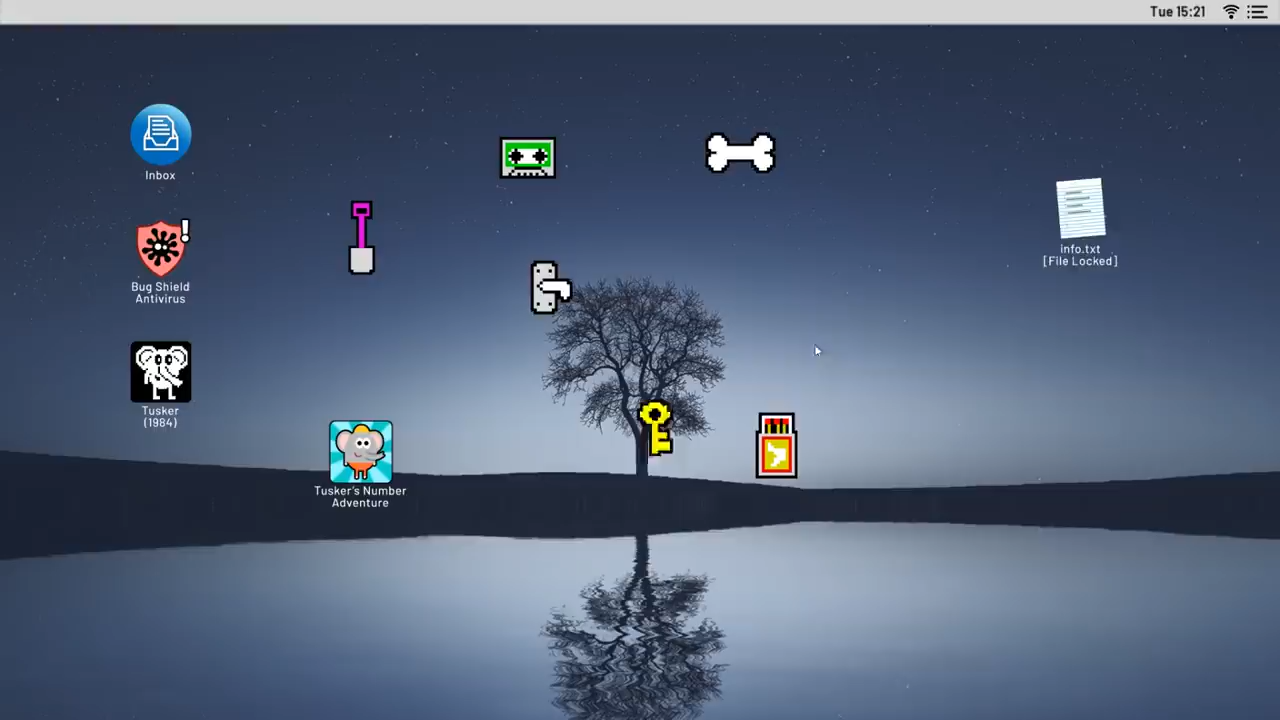 Tue 15:21
Inbox
Bug Shield
Antivirus
Tusker
(1984)
Tusker's Number
Adventure
info.txt
[File Locked]